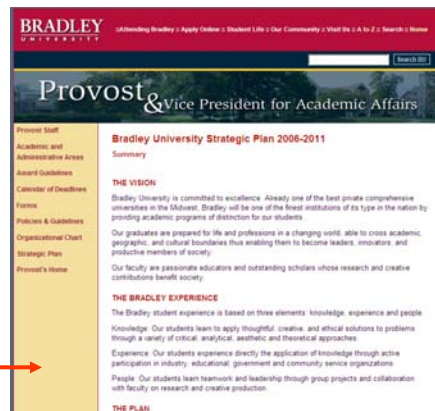 BRADLEY
UNIVERSITY
::Attending Bradley :: Apply Online :: Student Life :: Our Community :: Visit Us :: A to Z :: Search :: Home
Search BU
Provost & Vice President for Academic Affairs
Provost Staff
Academic and
Administrative Areas
Award Guidelines
Calendar of Deadlines
Forms
Policies & Guidelines
Organizational Chart
Strategic Plan
Provost's Home
Bradley University Strategic Plan 2006-2011
Summary
THE VISION
Bradley University is committed to excellence. Already one of the best private comprehensive
universities in the Midwest, Bradley will be one of the finest institutions of its type in the nation by
providing academic programs of distinction for our students.
Our graduates are prepared for life and professions in a changing world, able to cross academic,
geographic, and cultural boundaries thus enabling them to become leaders, innovators, and
productive members of society.
Our faculty are passionate educators and outstanding scholars whose research and creative
contributions benefit society.
THE BRADLEY EXPERIENCE
The Bradley student experience is based on three elements: knowledge, experience and people.
Knowledge: Our students learn to apply thoughtful, creative, and ethical solutions to problems
through a variety of critical, analytical, aesthetic and theoretical approaches.
Experience: Our students experience directly the application of knowledge through active
participation in industry, educational, government and community service organizations.
People: Our students learn teamwork and leadership through group projects and collaboration
with faculty on research and creative production.
THE PLAN